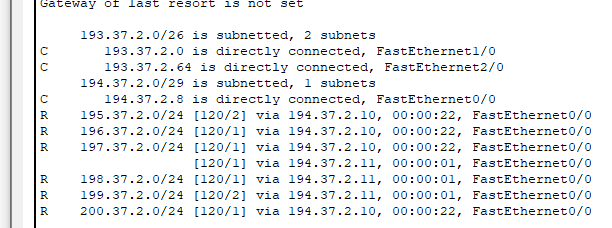 Gateway of last resort is not set
193.37.2.0/26 is subnetted, 2 subnets
C 193.37.2.0 is directly connected, FastEthernet1/0
C 193.37.2.64 is directly connected, FastEthernet2/0
194.37.2.0/29 is subnetted, 1 subnets
C 194.37.2.8 is directly connected, FastEthernet0/0
R 195.37.2.0/24 [120/2] via 194.37.2.10, 00:00:22, FastEthernet0/0
R 196.37.2.0/24 [120/1] via 194.37.2.10, 00:00:22, FastEthernet0/0
R 197.37.2.0/24 [120/1] via 194.37.2.10, 00:00:22, FastEthernet0/0
[120/1] via 194.37.2.11, 00:00:01, FastEthernet0/0
R 198.37.2.0/24 [120/1] via 194.37.2.11, 00:00:01, FastEthernet0/0
R 199.37.2.0/24 [120/2] via 194.37.2.11, 00:00:01, FastEthernet0/0
R 200.37.2.0/24 [120/1] via 194.37.2.10, 00:00:22, FastEthernet0/0